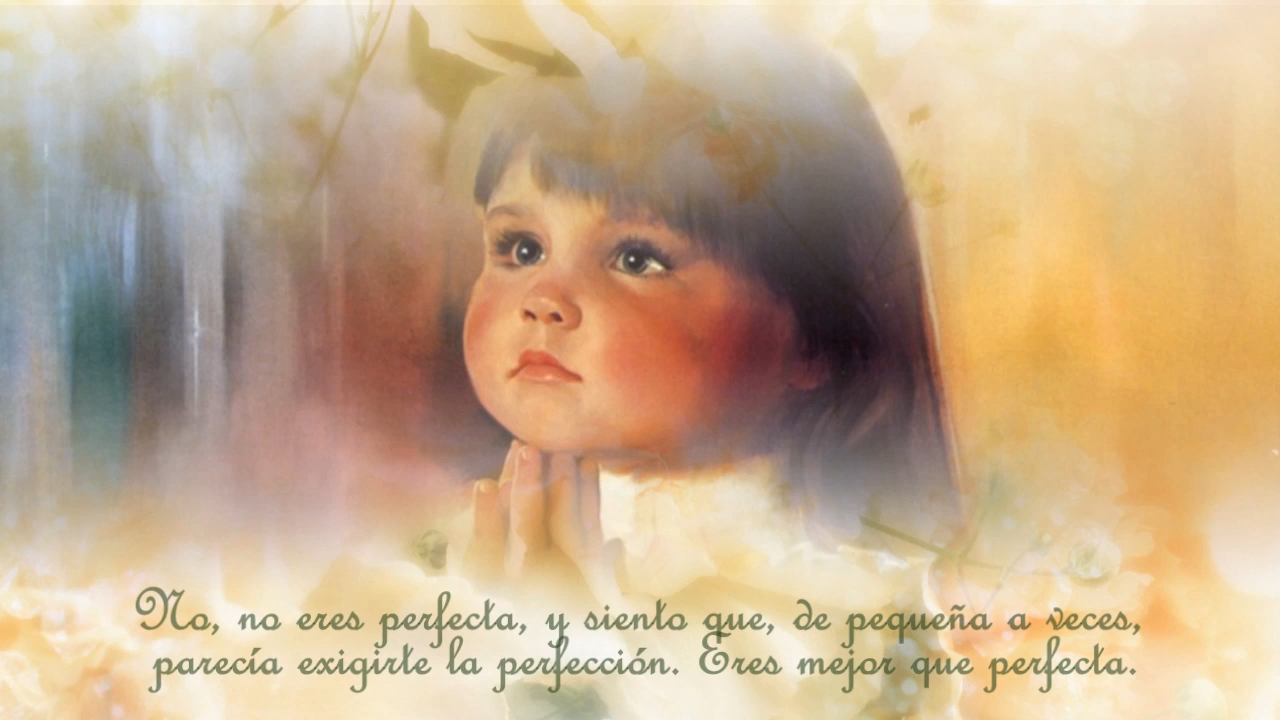 No, no eres perfecta, y siento que, de pequeña a veces,
parecía exigirte la perfección. Eres mejor que perfecta.